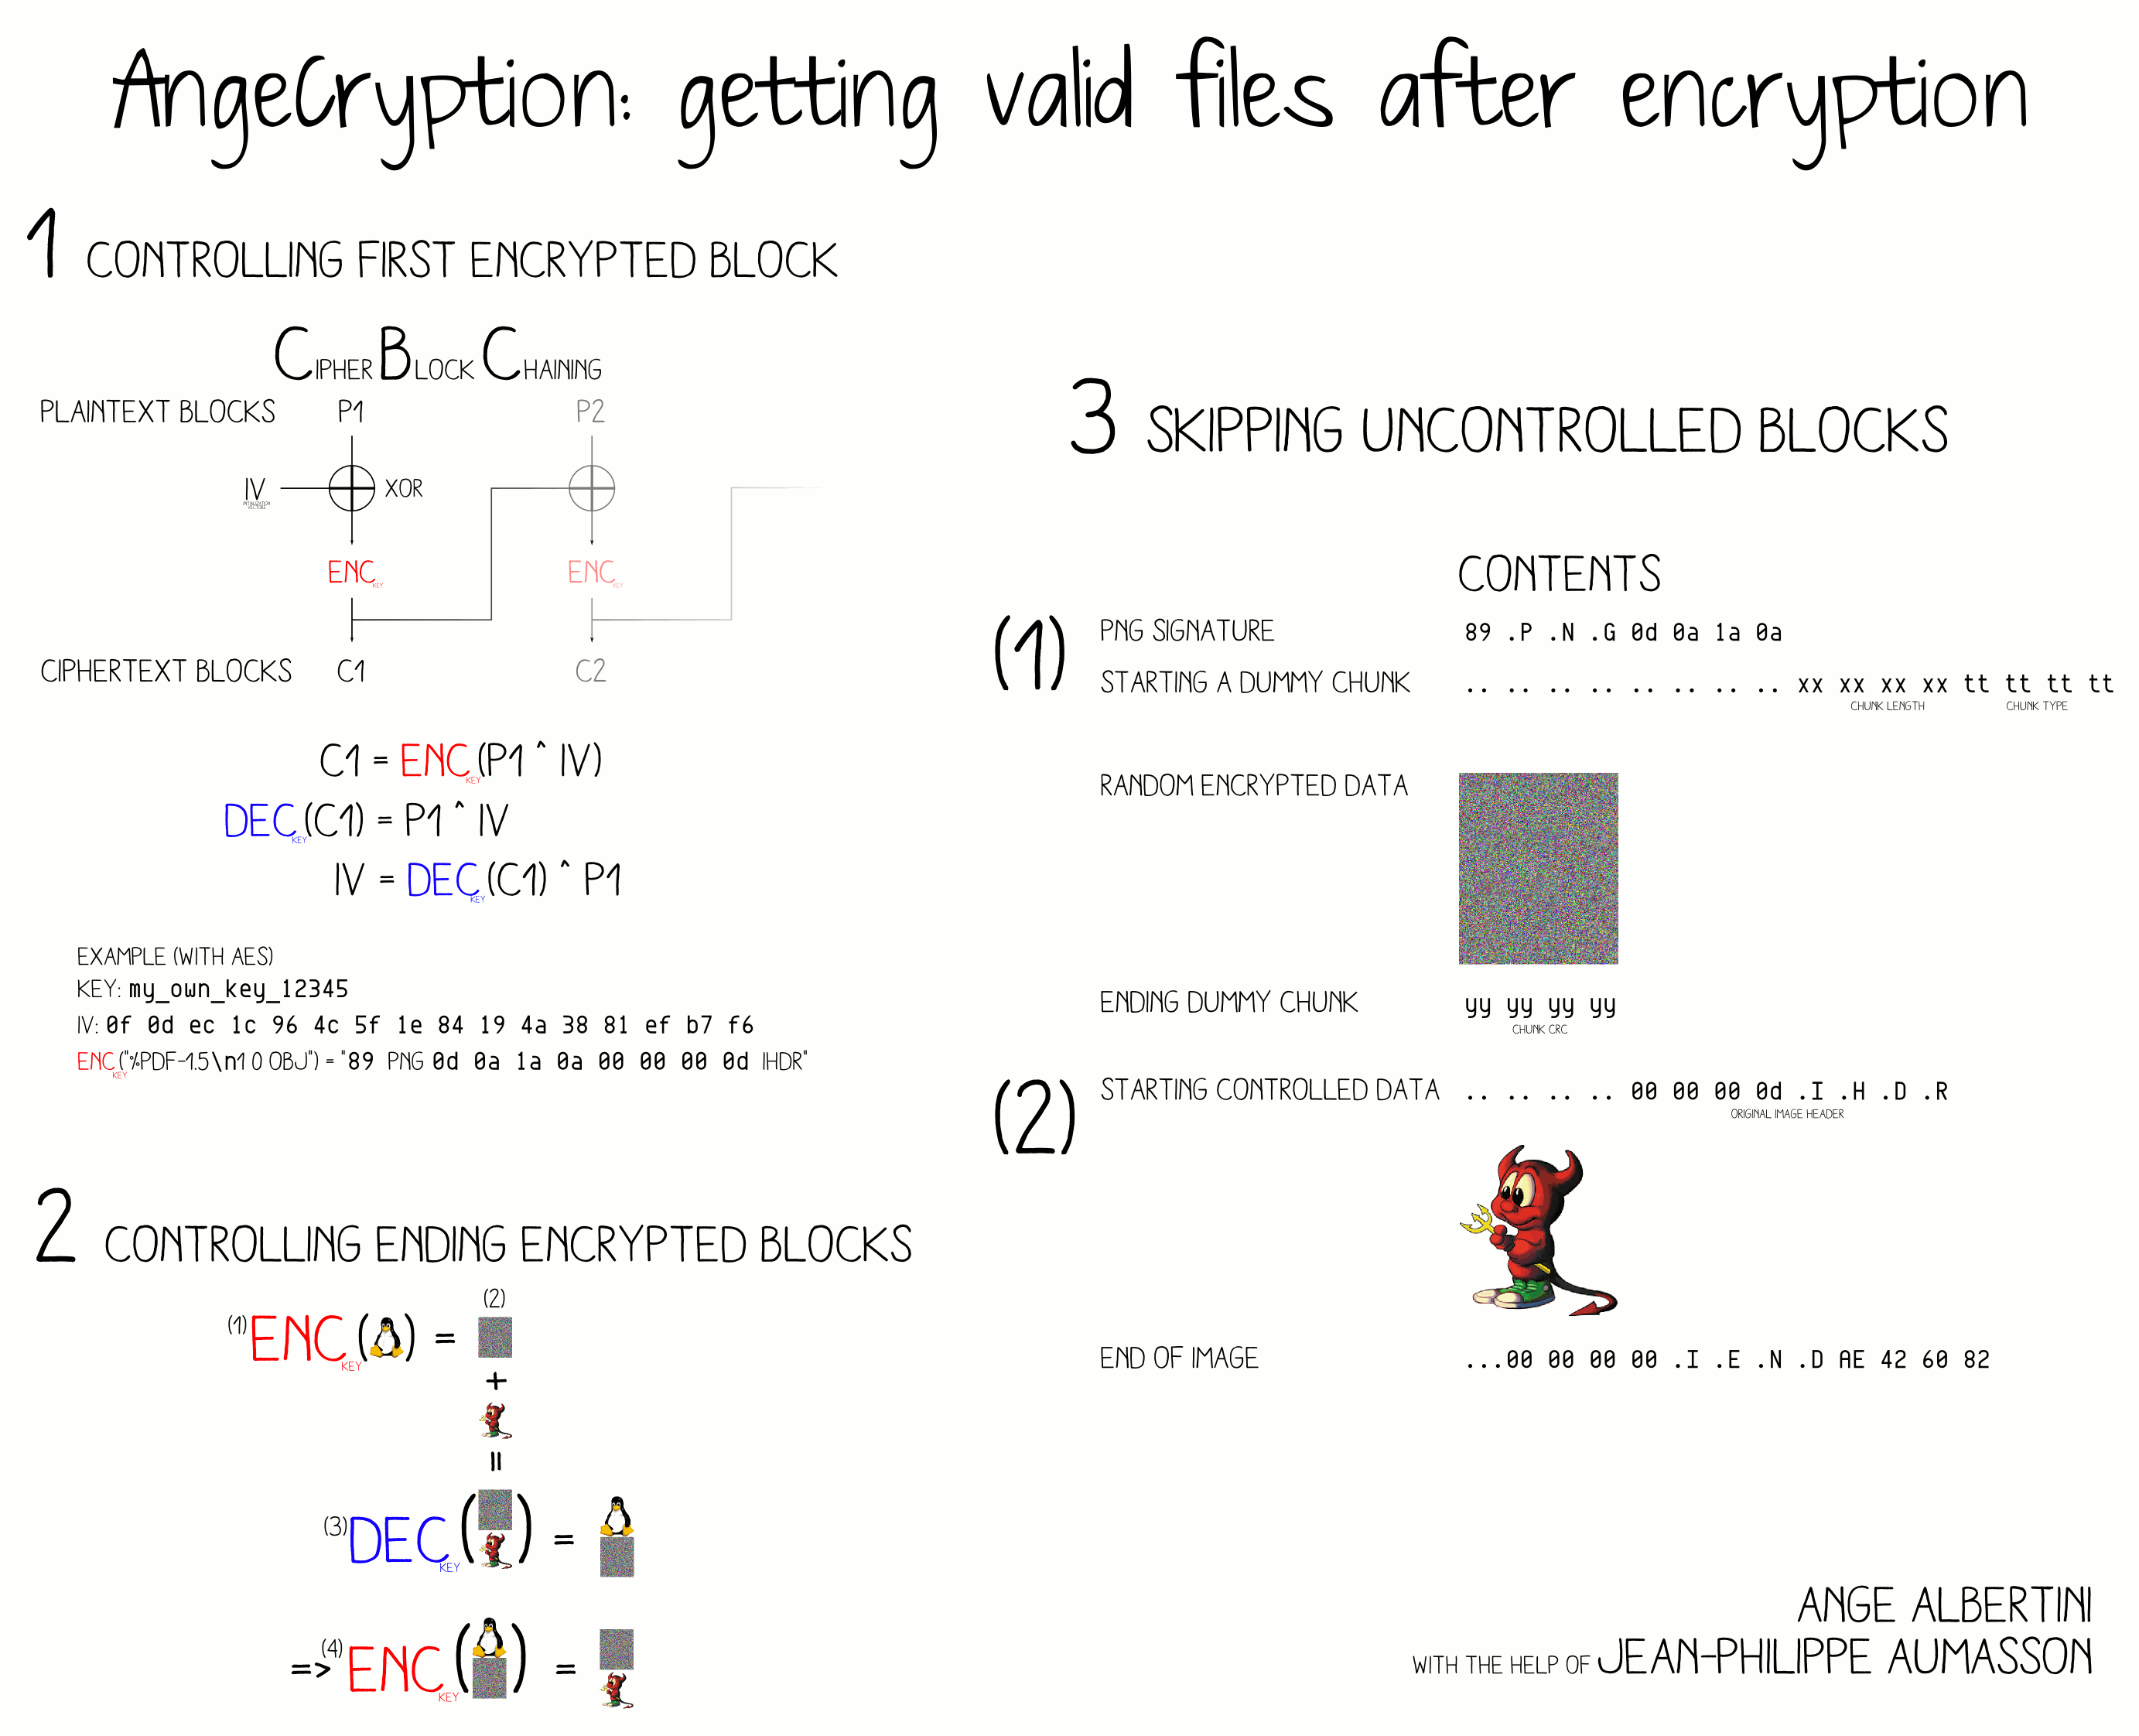 AngeCryption: getting valid files after encryption
1 CONTROLLING FIRST ENCRYPTED BLOCK
CIPHER BLOCK CHAINING
PLAINTEXT BLOCKS P1 P2
IV XOR
INITIALIZATION
VECTORS
ENC KEY ENC KEY
CIPHERTEXT BLOCKS C1 C2
C1 = ENC KEY (P1 ^ IV)
DEC KEY (C1) = P1 ^ IV
IV = DEC KEY (C1) ^ P1
EXAMPLE (WITH AES)
KEY: my_own_key_12345
IV: 0f 0d ec 1c 96 4c 5f 1e 84 19 4a 38 81 ef b7 f6
ENC KEY ("%PDF-1.5\n1 0 OBJ") = "89 PNG 0d 0a 1a 0a 00 00 00 0d IHDR"
2 CONTROLLING ENDING ENCRYPTED BLOCKS
(2)
(1) ENC KEY ( ) =
+
=
(3) DEC KEY ( ) =
=> (4) ENC KEY ( ) =
3 SKIPPING UNCONTROLLED BLOCKS
CONTENTS
(1) PNG SIGNATURE 89 .P .N .G 0d 0a 1a 0a
STARTING A DUMMY CHUNK .. .. .. .. .. .. .. .. xx xx xx xx tt tt tt tt
CHUNK LENGTH CHUNK TYPE
RANDOM ENCRYPTED DATA
ENDING DUMMY CHUNK yy yy yy yy
CHUNK CRC
(2) STARTING CONTROLLED DATA .. .. .. .. 00 00 00 0d .I .H .D .R
ORIGINAL IMAGE HEADER
END OF IMAGE ...00 00 00 00 .I .E .N .D AE 42 60 82
ANGE ALBERTINI
WITH THE HELP OF JEAN-PHILIPPE AUMASSON